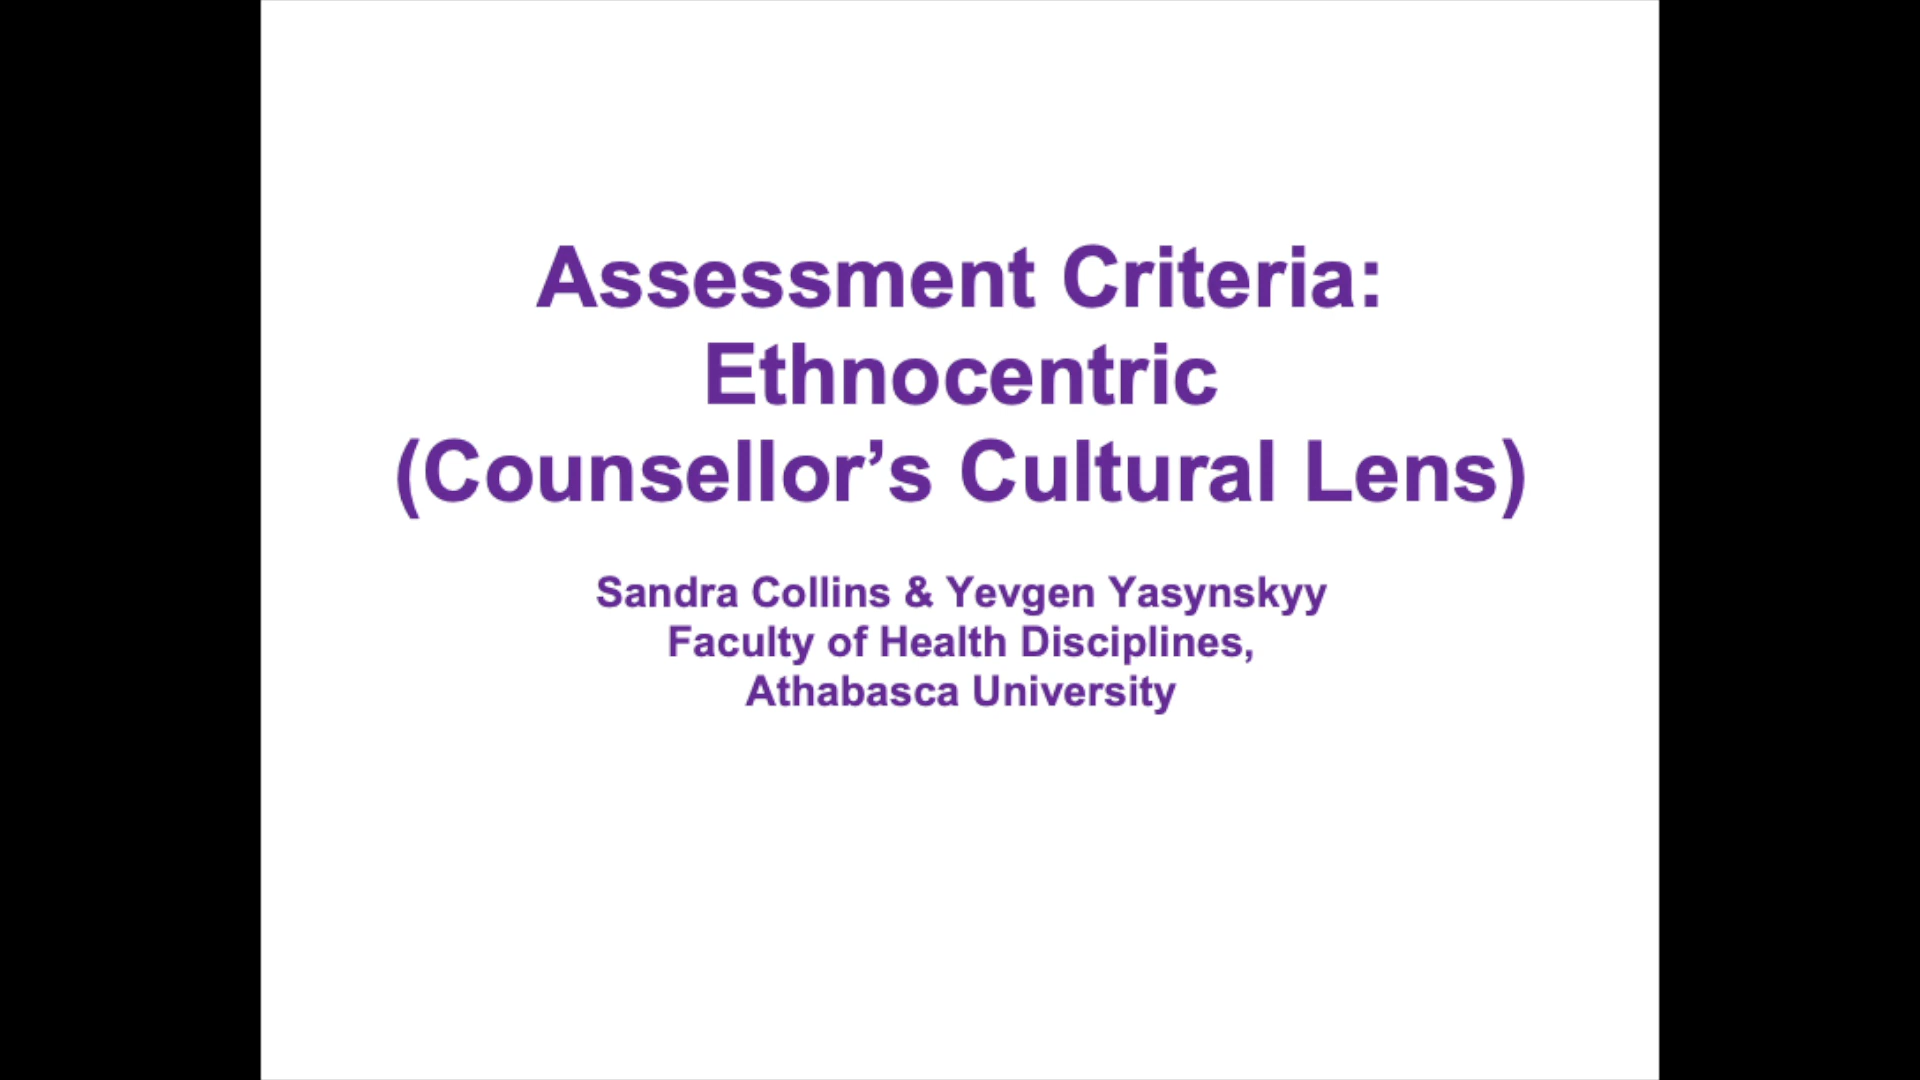 Assessment Criteria:
Ethnocentric
(Counsellor’s Cultural Lens)
Sandra Collins & Yevgen Yasynskyy
Faculty of Health Disciplines,
Athabasca University